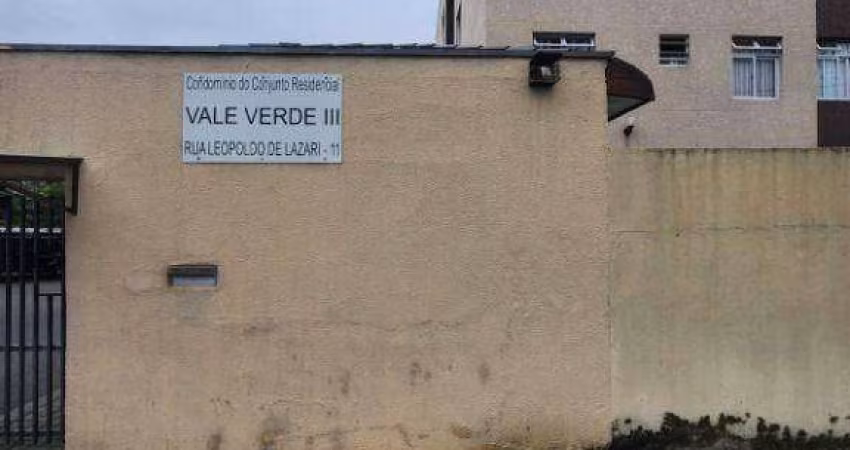 Condomínio do Conjunto Residencial
VALE VERDE III
RUA LEOPOLDO DE LAZARI - 11